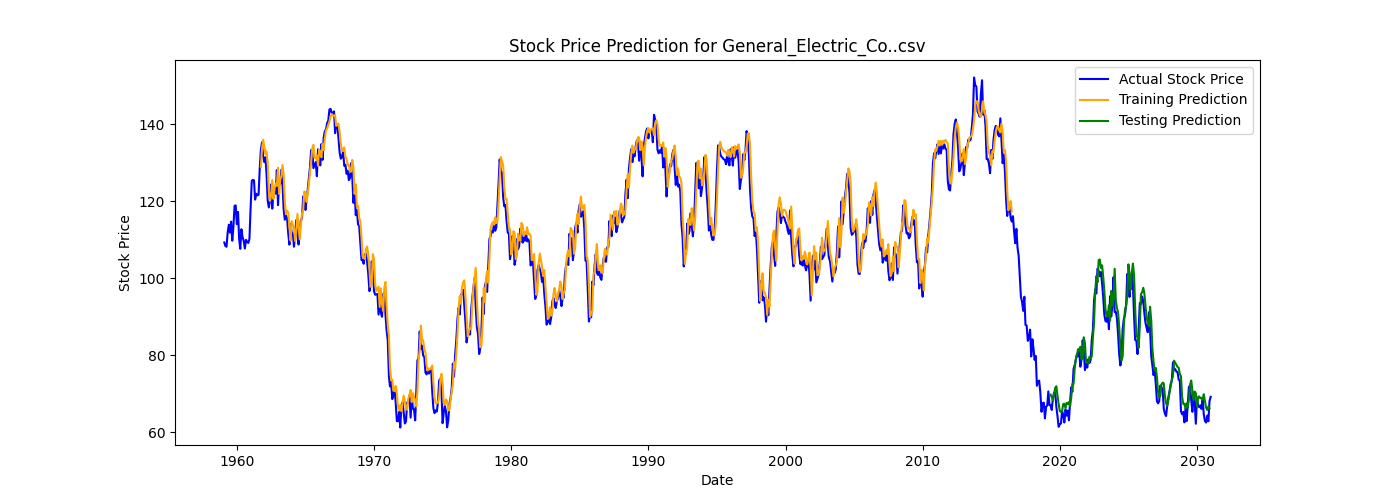 Stock Price Prediction for General_Electric_Co..csv
Actual Stock Price
Training Prediction
Testing Prediction
Stock Price
140
120
100
80
60
1960 1970 1980 1990 2000 2010 2020 2030
Date